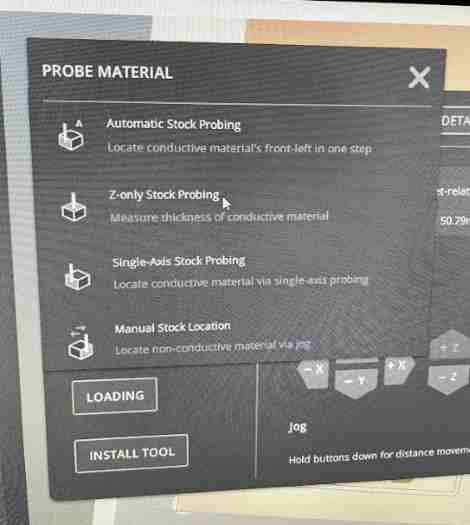 PROBE MATERIAL
A
Automatic Stock Probing
Locate conductive material's front-left in one step
Z-only Stock Probing
Measure thickness of conductive material
Single-Axis Stock Probing
Locate conductive material via single-axis probing
Manual Stock Location
Locate non-conductive material via jog
LOADING
INSTALL TOOL
DETA
et-relat
50.79
+ Z
- X
- Y
+ X
- Z
Jog
Hold buttons down for distance movem